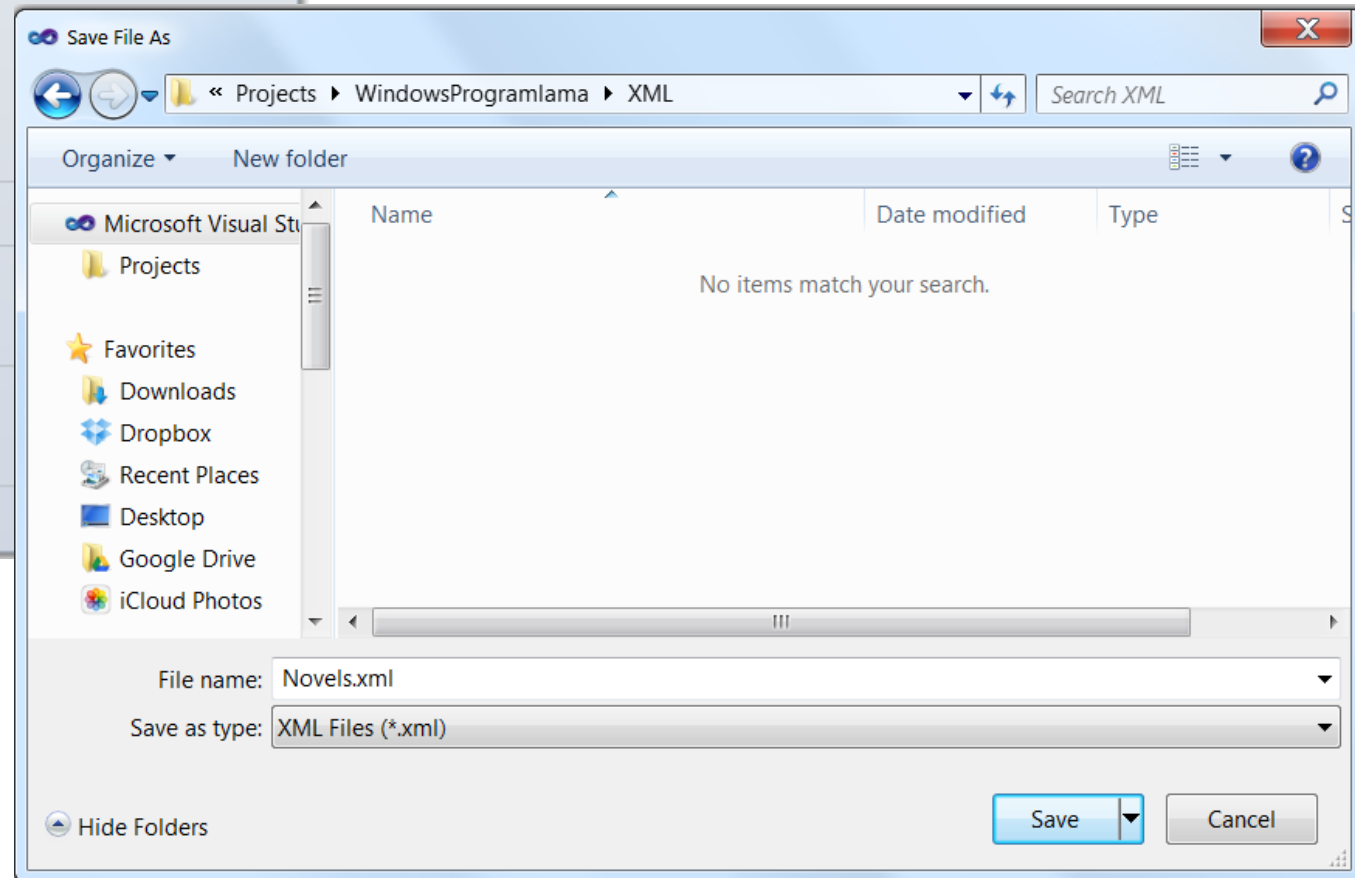 Save File As
« Projects WindowsProgramlama XML Search XML
Organize New folder
Name Date modified Type S
No items match your search.
Microsoft Visual Stu
Projects
Favorites
Downloads
Dropbox
Recent Places
Desktop
Google Drive
iCloud Photos
File name: Novels.xml
Save as type: XML Files (*.xml)
Hide Folders Save Cancel